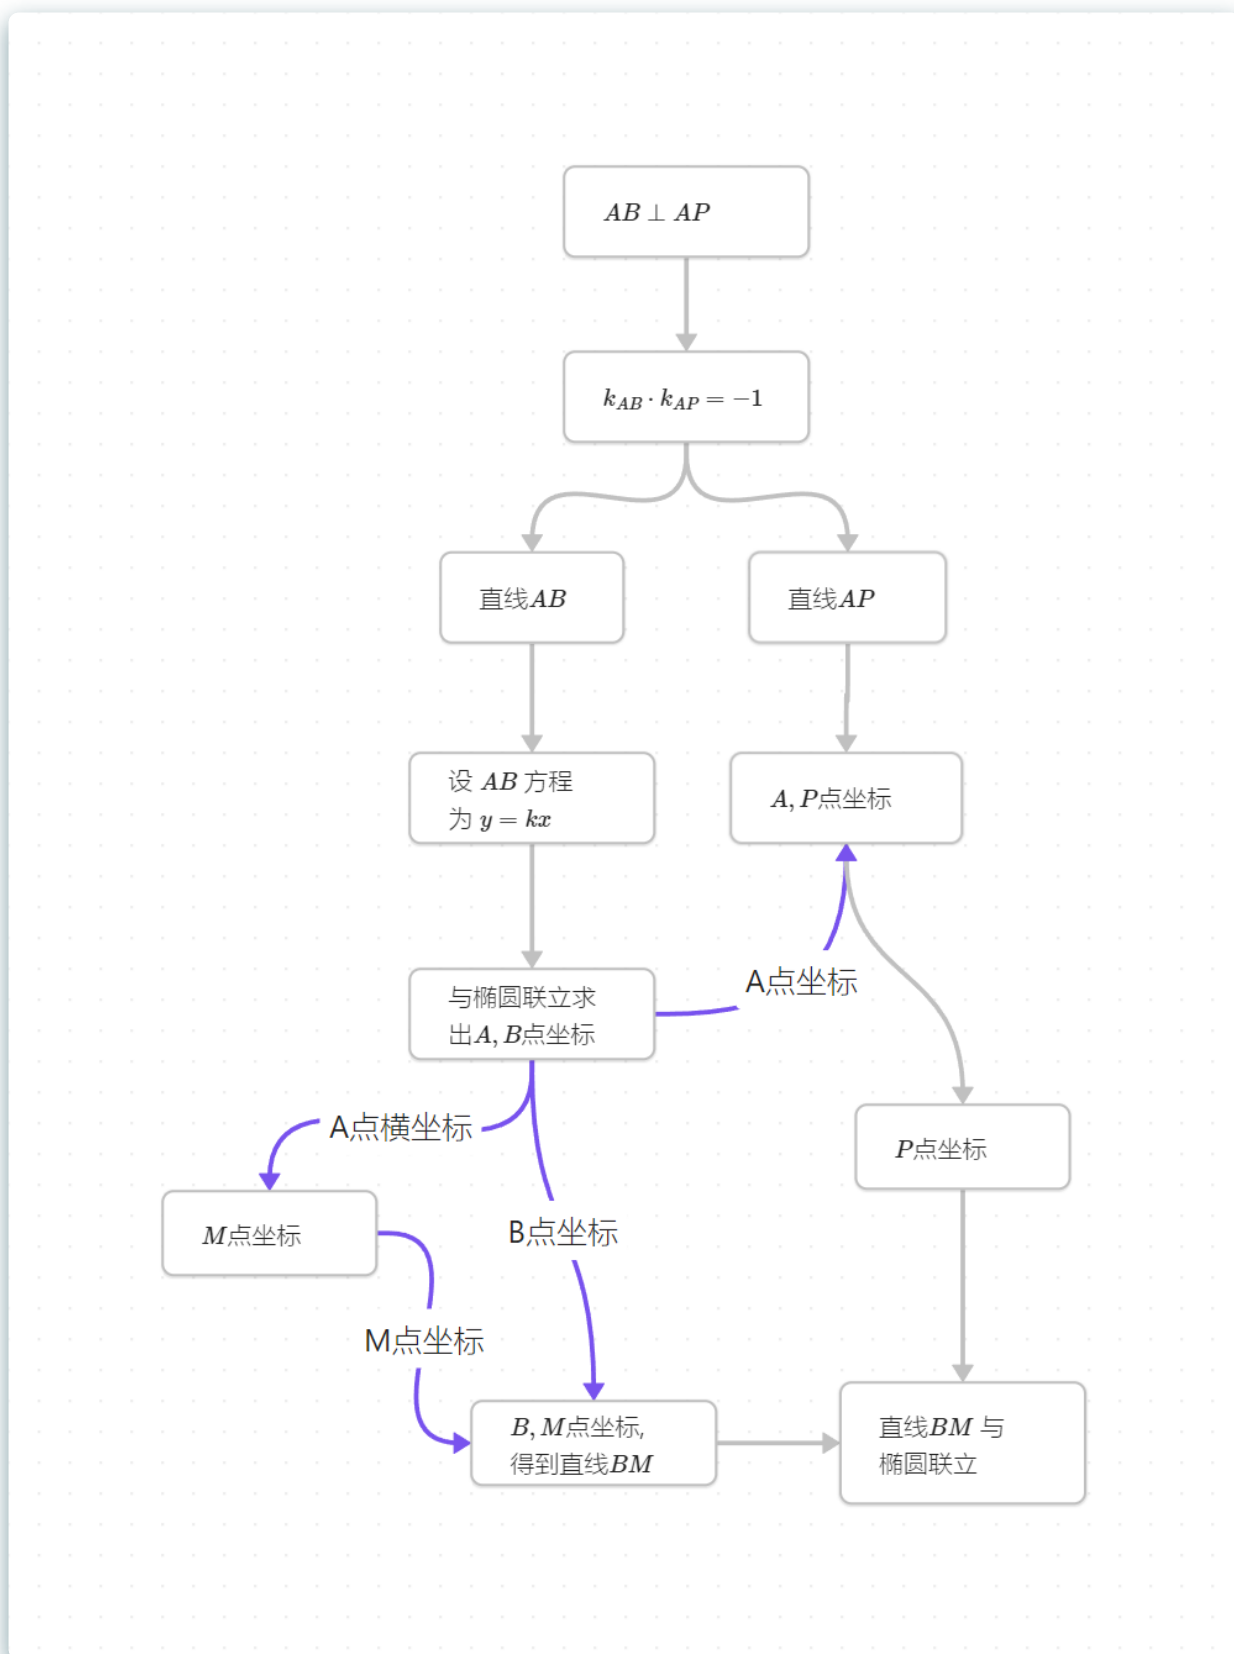 AB ⊥ AP
k_{AB} · k_{AP} = −1
直线AB
直线AP
设 AB 方程
为 y = kx
A, P点坐标
与椭圆联立求
出A, B点坐标
A点坐标
A点横坐标
P点坐标
M点坐标
B点坐标
M点坐标
B, M点坐标,
得到直线BM
直线BM 与
椭圆联立